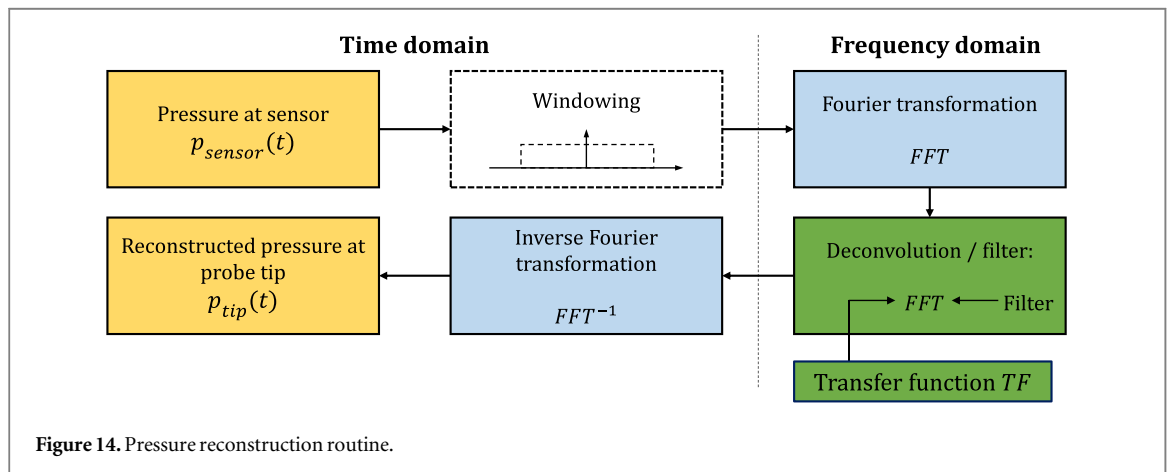 Time domain
Frequency domain
Pressure at sensor
p_sensor(t)
Windowing
Fourier transformation
FFT
Reconstructed pressure at
probe tip
p_tip(t)
Inverse Fourier
transformation
FFT⁻¹
Deconvolution / filter:
FFT
Filter
Transfer function TF
Figure 14. Pressure reconstruction routine.